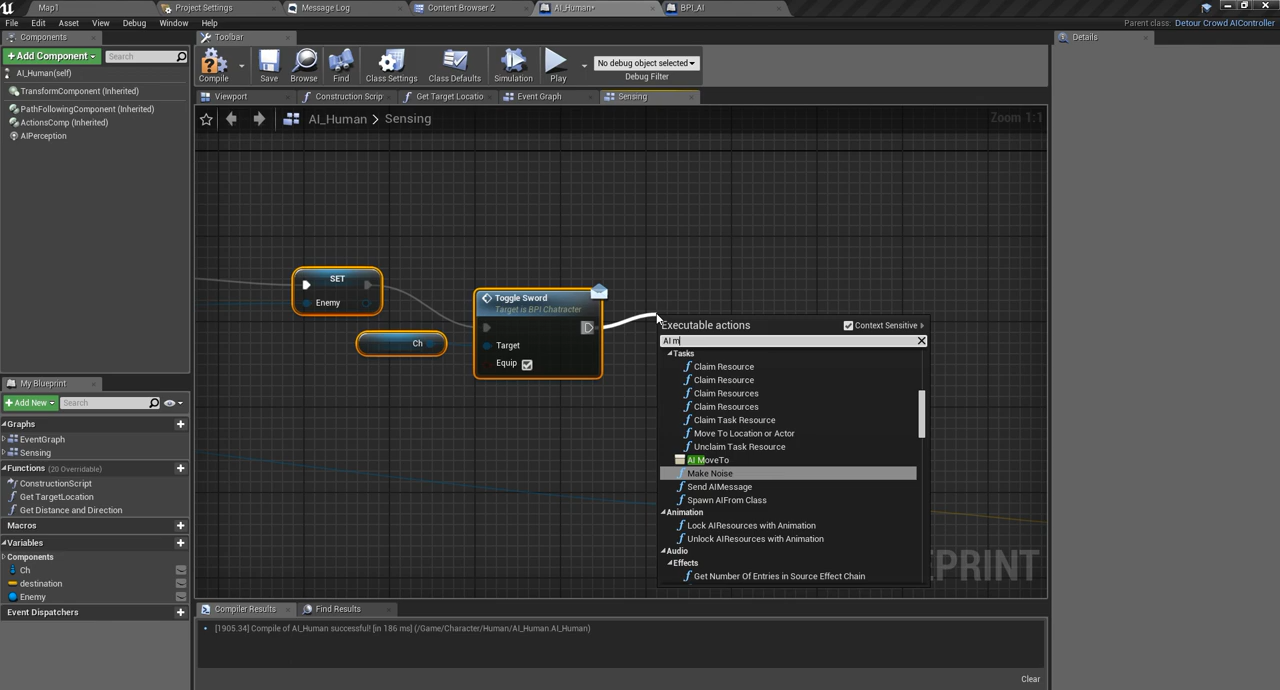 Map1
Project Settings
Message Log
Content Browser 2
AI_Human*
BPI_AI
File Edit Asset View Debug Window Help
Parent class: Detour Crowd AIController
Components
Toolbar
Details
+ Add Component
Search
AI_Human(self)
TransformComponent (Inherited)
PathFollowingComponent (Inherited)
ActionsComp (Inherited)
AIPerception
Compile
Save
Browse
Find
Class Settings
Class Defaults
Simulation
Play
No debug object selected
Debug Filter
Viewport
Construction Scrip
Get Target Locatio
Event Graph
Sensing
AI_Human > Sensing
Zoom 1:1
SET
Enemy
Ch
Toggle Sword
Target is BPI Chatracter
Target
Equip
Executable actions
Context Sensitive
AI m
Tasks
Claim Resource
Claim Resource
Claim Resources
Claim Resources
Claim Task Resource
Move To Location or Actor
Unclaim Task Resource
AI MoveTo
Make Noise
Send AIMessage
Spawn AIFrom Class
Animation
Lock AIResources with Animation
Unlock AIResources with Animation
Audio
Effects
Get Number Of Entries in Source Effect Chain
EPRINT
My Blueprint
+ Add New
Search
Graphs
EventGraph
Sensing
Functions (20 Overridable)
ConstructionScript
Get TargetLocation
Get Distance and Direction
Macros
Variables
Components
Ch
destination
Enemy
Event Dispatchers
Compiler Results
Find Results
[1905.34] Compile of AI_Human successful! [in 186 ms] (/Game/Character/Human/AI_Human.AI_Human)
Clear